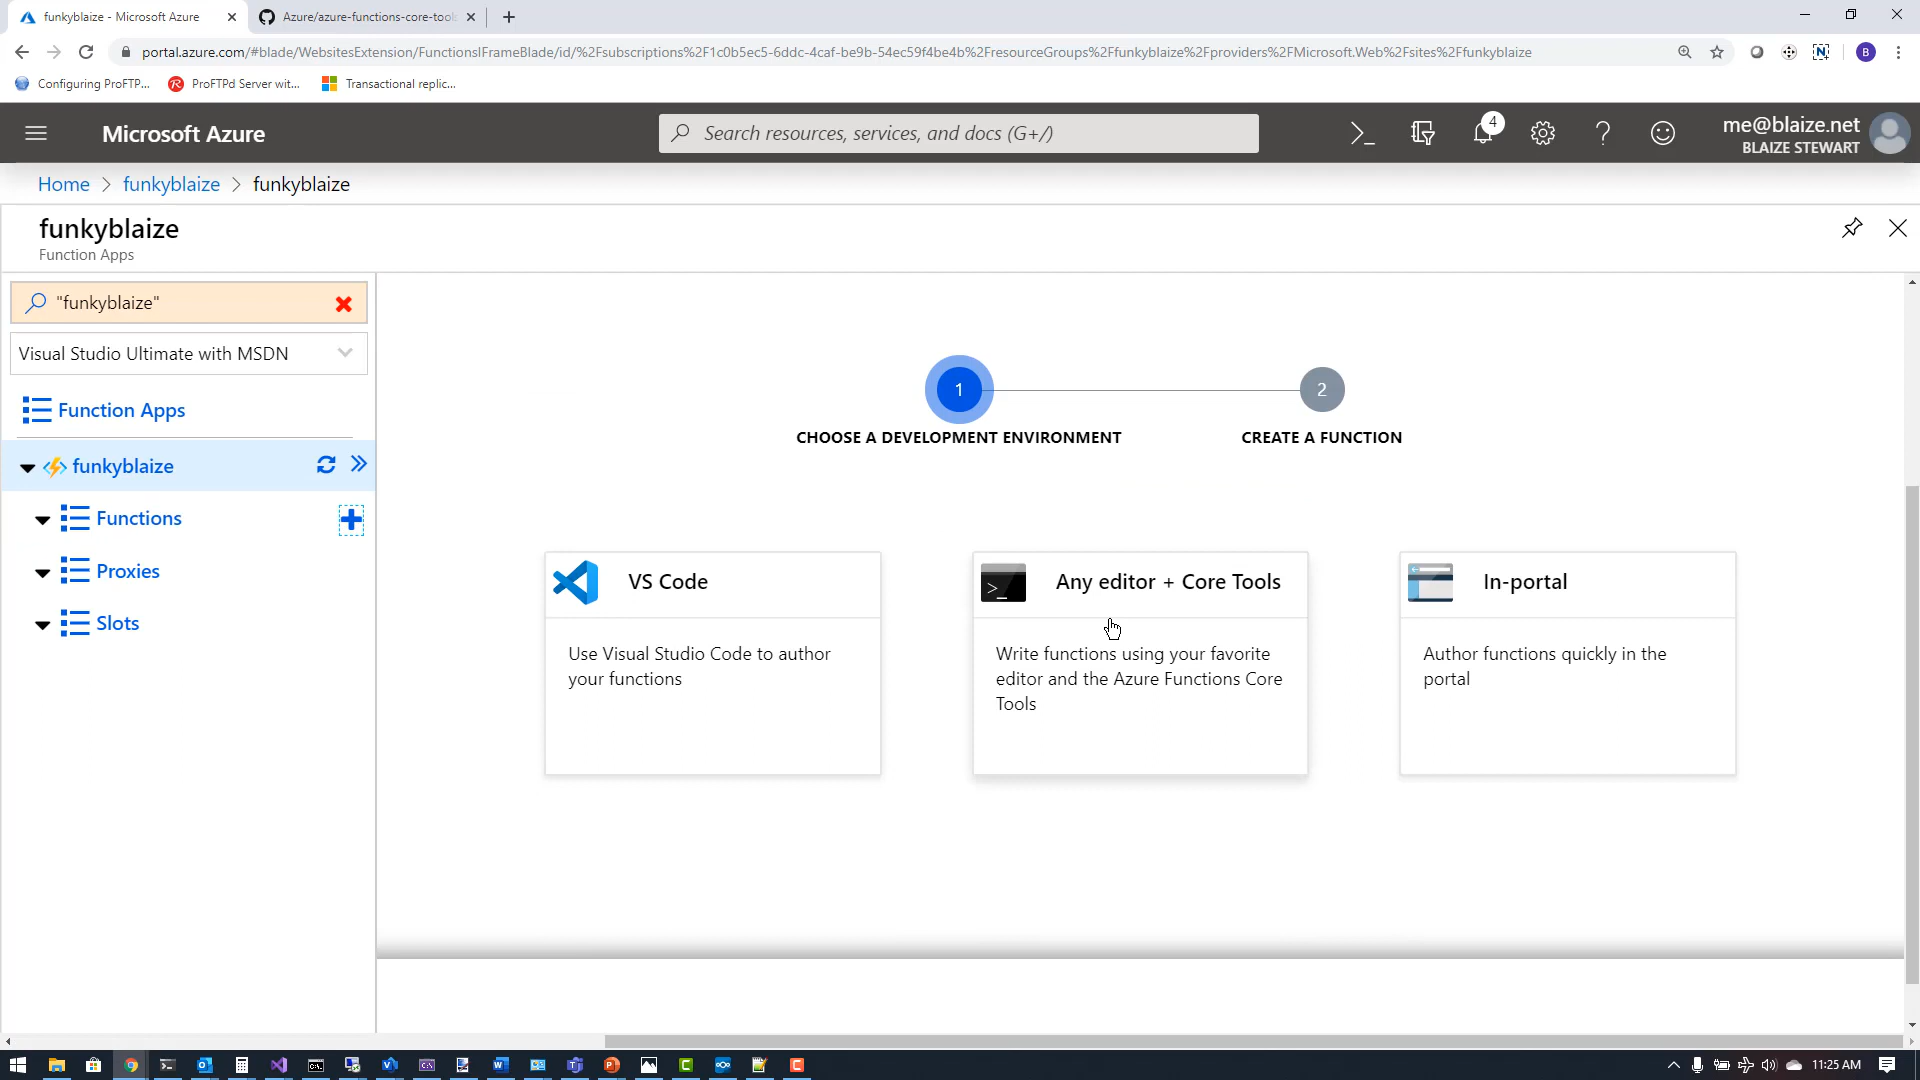 funkyblaize - Microsoft Azure
Azure/azure-functions-core-tools
portal.azure.com/#blade/WebsitesExtension/FunctionsIFrameBlade/id/%2Fsubscriptions%2F1c0b5ec5-6ddc-4caf-be9b-54ec59f4be4b%2FresourceGroups%2Ffunkyblaize%2Fproviders%2FMicrosoft.Web%2Fsites%2Ffunkyblaize
B
Configuring ProFTP...
ProFTPd Server wit...
Transactional replic...
Microsoft Azure
Search resources, services, and docs (G+/)
4
me@blaize.net
BLAIZE STEWART
Home > funkyblaize > funkyblaize
funkyblaize
Function Apps
"funkyblaize"
Visual Studio Ultimate with MSDN
Function Apps
funkyblaize
Functions
Proxies
Slots
1
2
CHOOSE A DEVELOPMENT ENVIRONMENT
CREATE A FUNCTION
VS Code
Use Visual Studio Code to author
your functions
Any editor + Core Tools
Write functions using your favorite
editor and the Azure Functions Core
Tools
In-portal
Author functions quickly in the
portal
11:25 AM